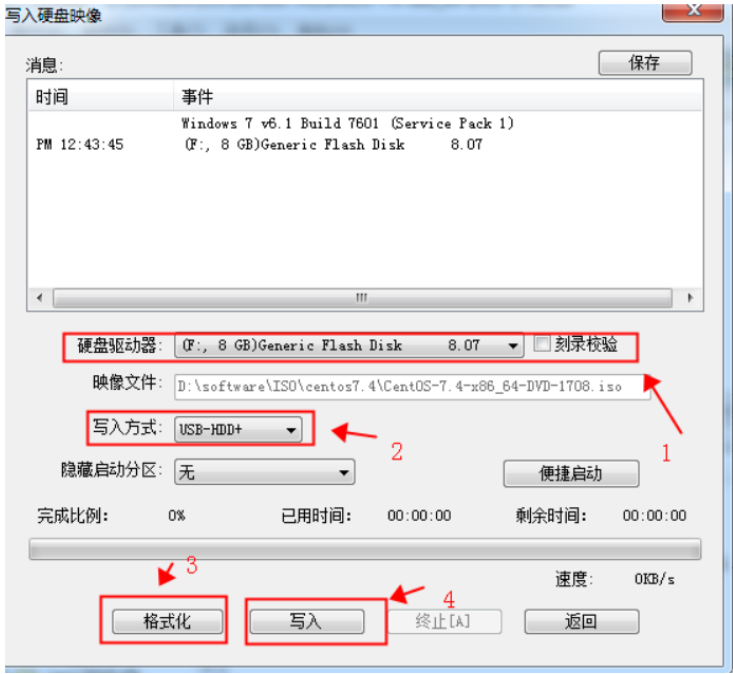 写入硬盘映像
消息:
保存
时间 事件
Windows 7 v6.1 Build 7601 (Service Pack 1)
PM 12:43:45 (F:, 8 GB)Generic Flash Disk 8.07
硬盘驱动器: (F:, 8 GB)Generic Flash Disk 8.07 刻录校验
映像文件: D:\software\ISO\centos7.4\CentOS-7.4-x86_64-DVD-1708.iso
1
写入方式: USB-HDD+
2
隐藏启动分区: 无 便捷启动
完成比例: 0% 已用时间: 00:00:00 剩余时间: 00:00:00
3
速度: 0KB/s
4
格式化 写入 终止[A] 返回